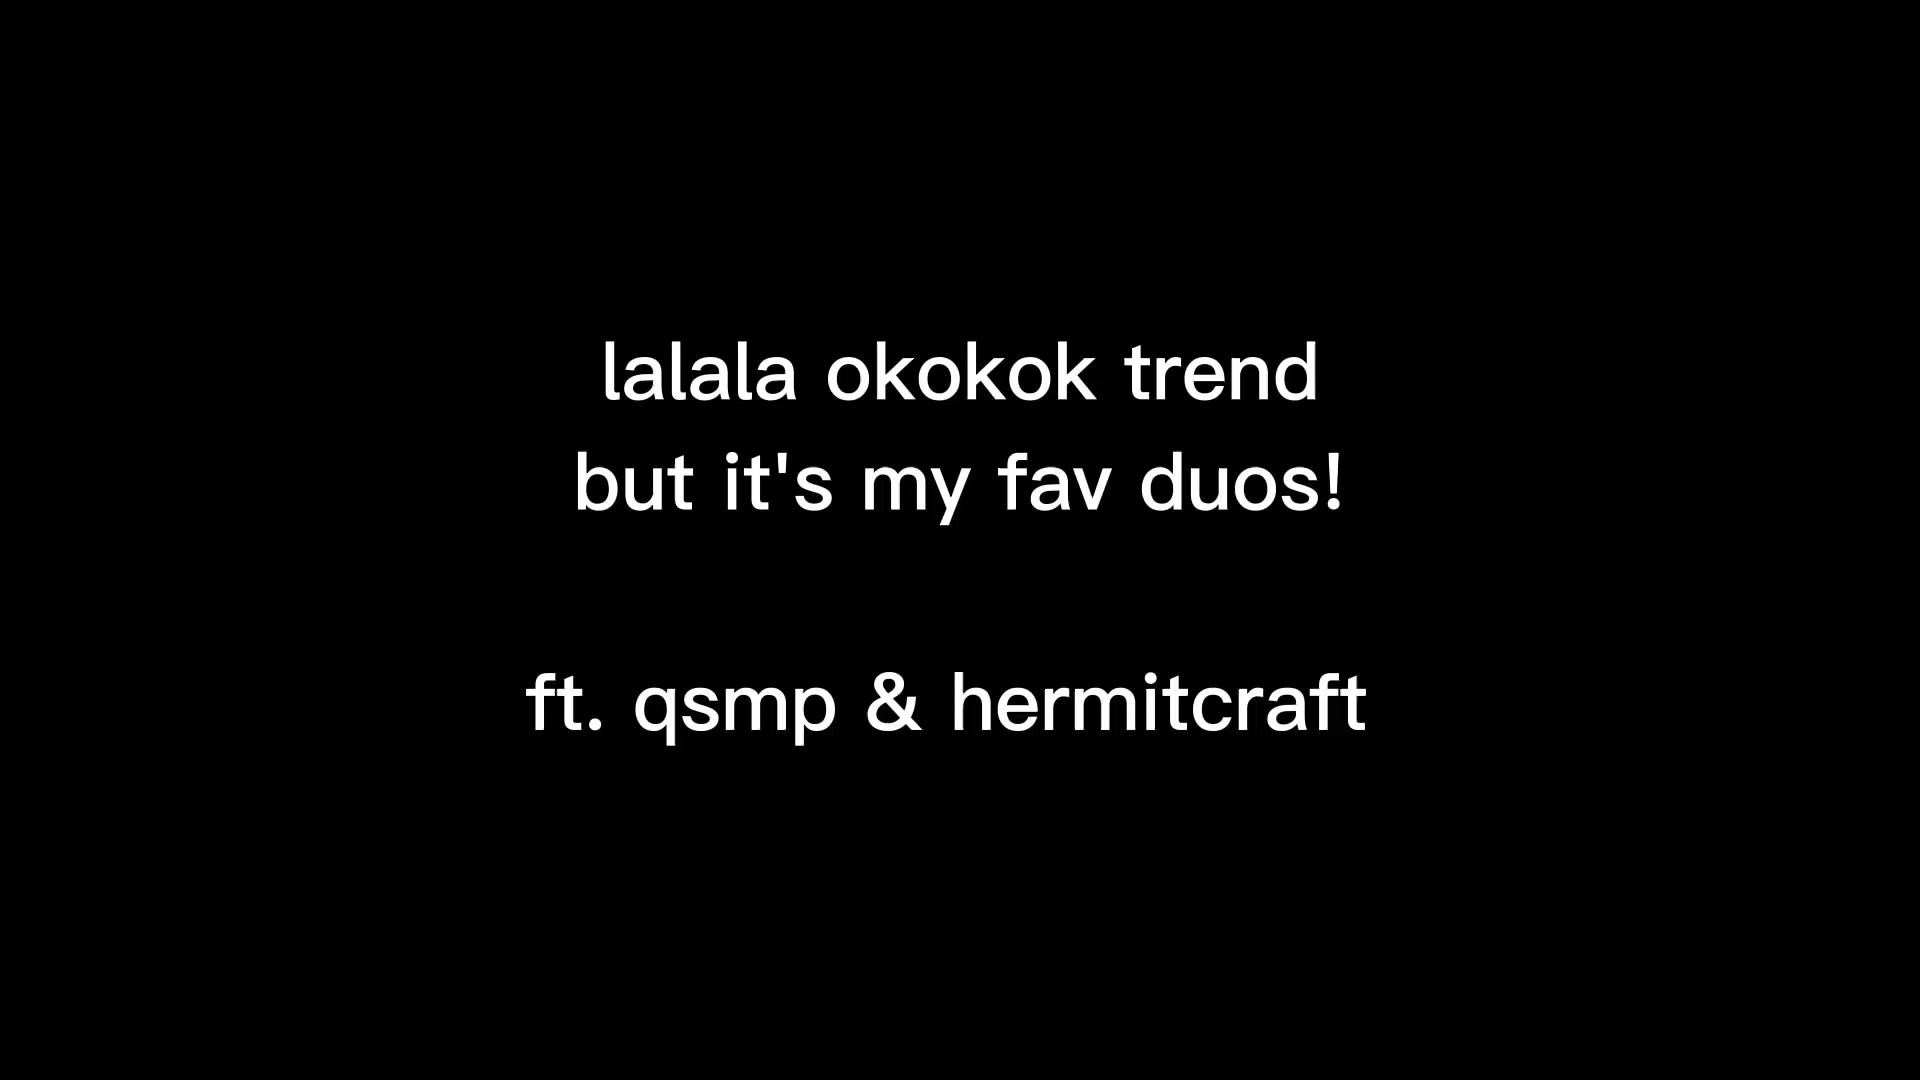 lalala okokok trend
but it's my fav duos!
ft. qsmp & hermitcraft